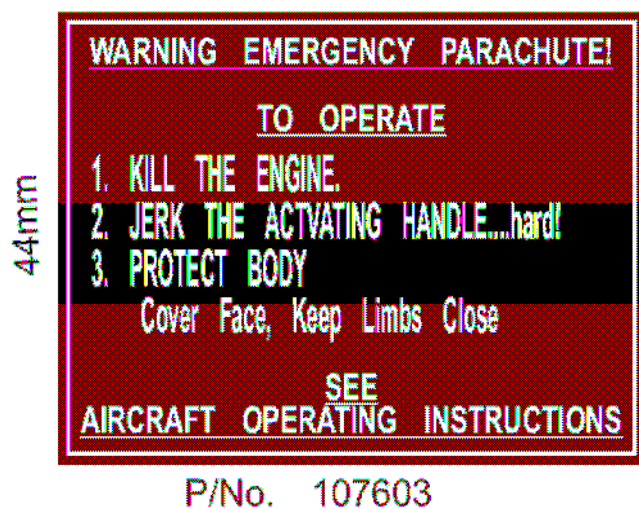 WARNING EMERGENCY PARACHUTE!
TO OPERATE
1. KILL THE ENGINE.
2. JERK THE ACTVATING HANDLE....hard!
3. PROTECT BODY
Cover Face, Keep Limbs Close
SEE
AIRCRAFT OPERATING INSTRUCTIONS
44mm
P/No. 107603